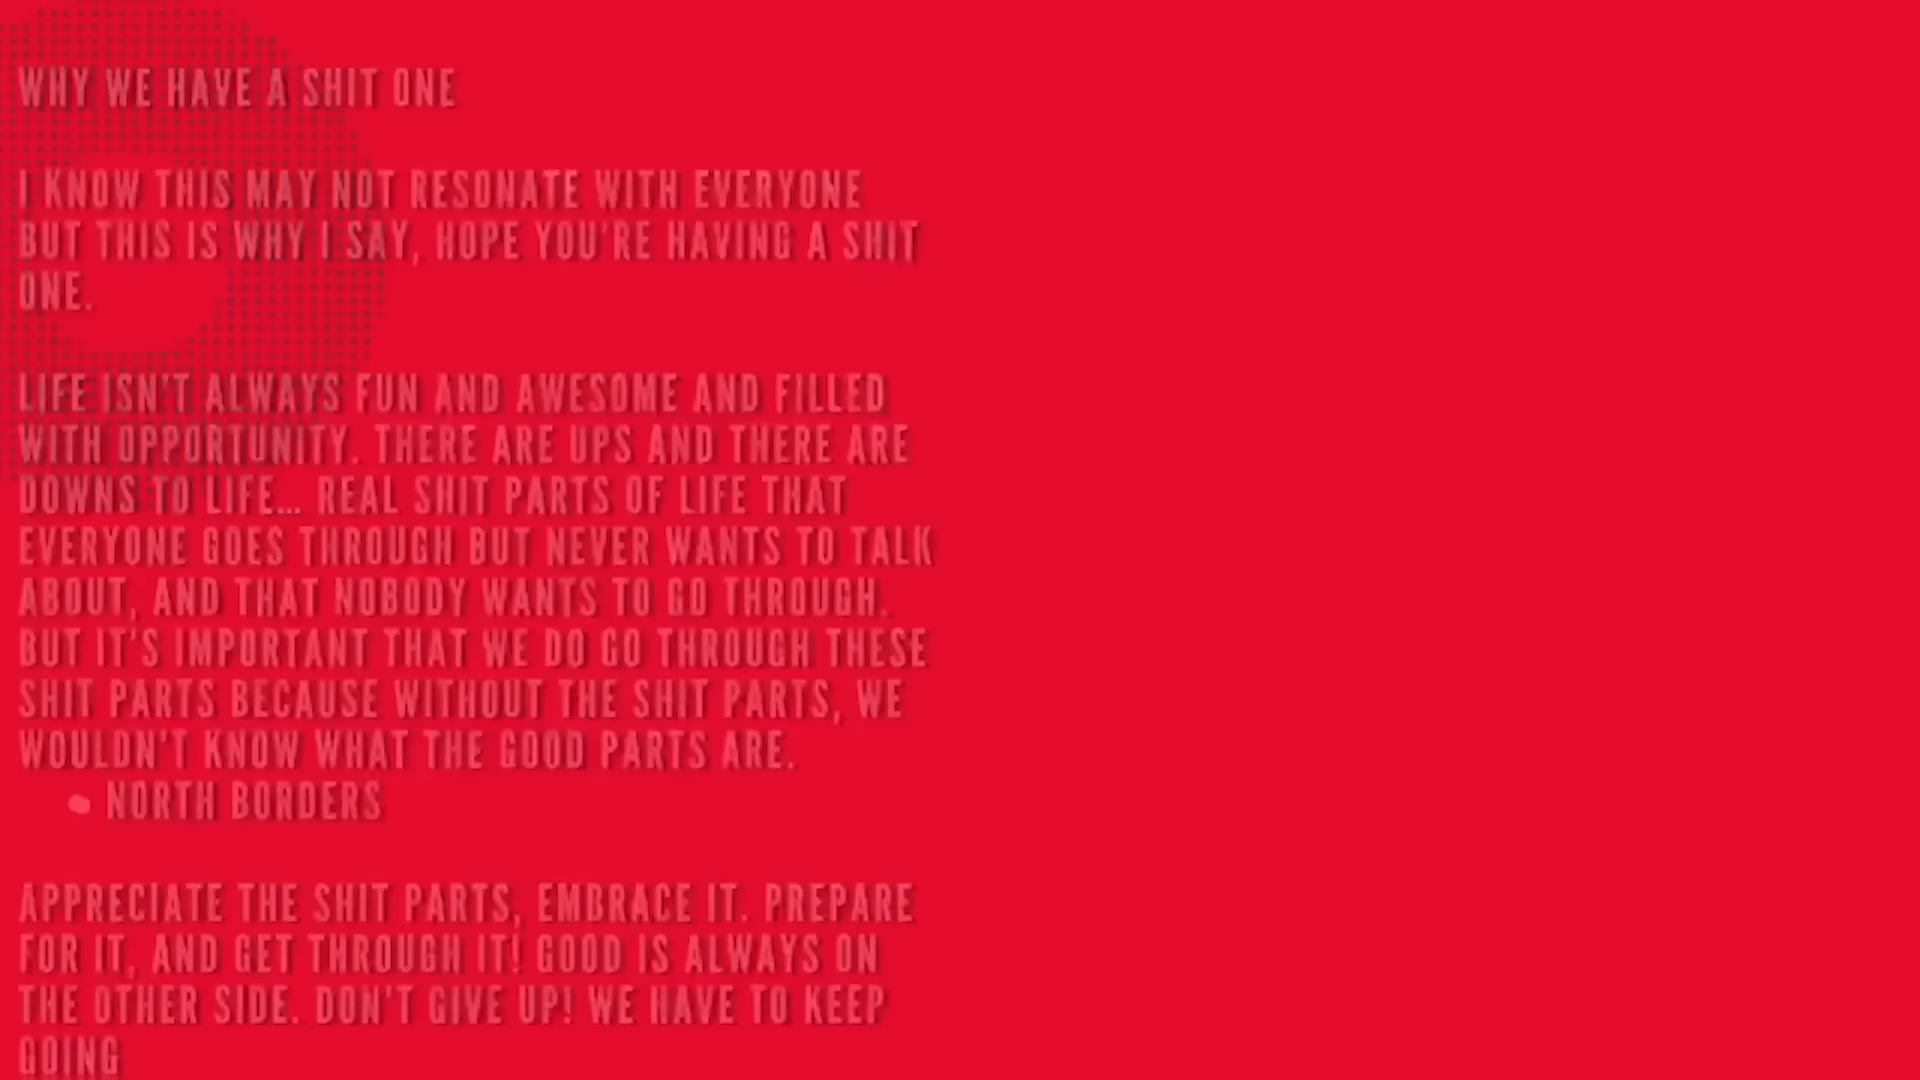 WHY WE HAVE A SHIT ONE
I KNOW THIS MAY NOT RESONATE WITH EVERYONE
BUT THIS IS WHY I SAY, HOPE YOU'RE HAVING A SHIT
ONE.
LIFE ISN'T ALWAYS FUN AND AWESOME AND FILLED
WITH OPPORTUNITY. THERE ARE UPS AND THERE ARE
DOWNS TO LIFE... REAL SHIT PARTS OF LIFE THAT
EVERYONE GOES THROUGH BUT NEVER WANTS TO TALK
ABOUT, AND THAT NOBODY WANTS TO GO THROUGH.
BUT IT'S IMPORTANT THAT WE DO GO THROUGH THESE
SHIT PARTS BECAUSE WITHOUT THE SHIT PARTS, WE
WOULDN'T KNOW WHAT THE GOOD PARTS ARE.
• NORTH BORDERS
APPRECIATE THE SHIT PARTS, EMBRACE IT. PREPARE
FOR IT, AND GET THROUGH IT! GOOD IS ALWAYS ON
THE OTHER SIDE. DON'T GIVE UP! WE HAVE TO KEEP
GOING